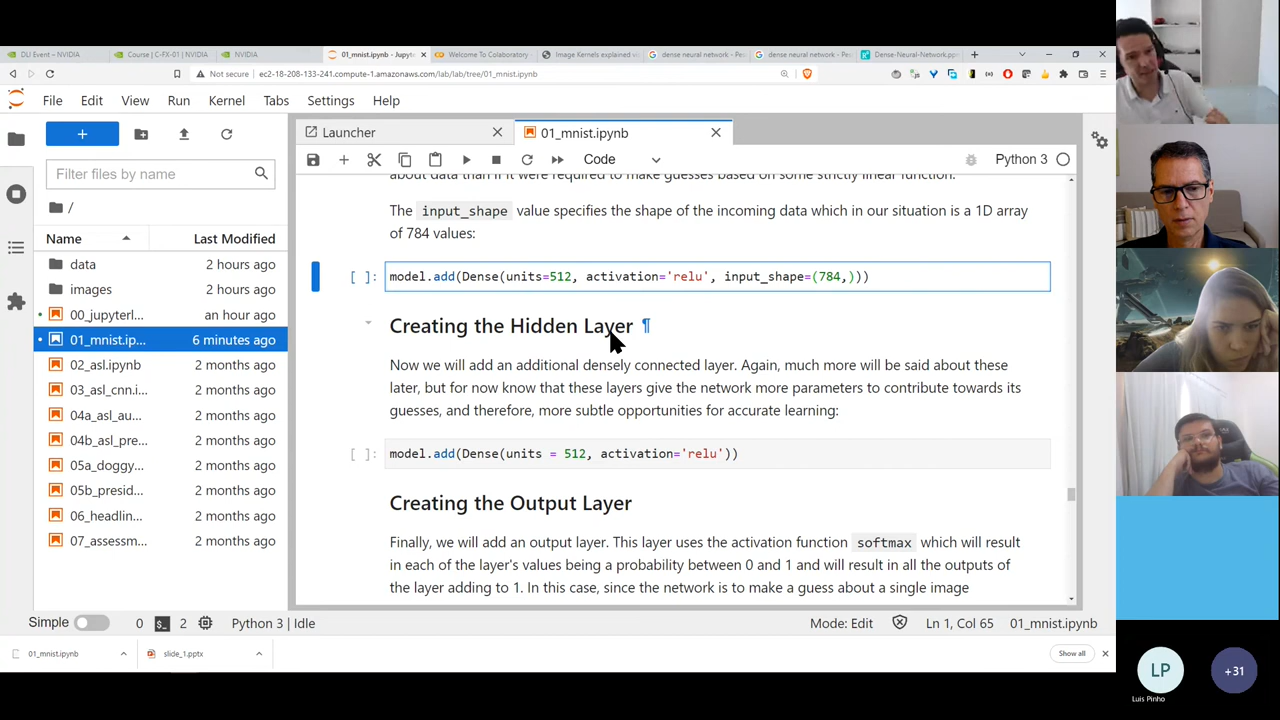 DLI Event – NVIDIA
Course | C-FX-01 | NVIDIA
NVIDIA
01_mnist.ipynb - Jupyt
Welcome To Colaboratory
Image Kernels explained v
dense neural network - Pe
dense neural network - Pes
Dense-Neural-Network.pp
Not secure
ec2-18-208-133-241.compute-1.amazonaws.com/lab/lab/tree/01_mnist.ipynb
File Edit View Run Kernel Tabs Settings Help
Launcher
01_mnist.ipynb
Code
Python 3
Filter files by name
/
Name
Last Modified
data 2 hours ago
images 2 hours ago
00_jupyterl... an hour ago
01_mnist.ip... 6 minutes ago
02_asl.ipynb 2 months ago
03_asl_cnn.i... 2 months ago
04a_asl_au... 2 months ago
04b_asl_pre... 2 months ago
05a_doggy... 2 months ago
05b_presid... 2 months ago
06_headlin... 2 months ago
07_assessm... 2 months ago
about data than if it were required to make guesses based on some strictly linear function.
The input_shape value specifies the shape of the incoming data which in our situation is a 1D array
of 784 values:
[ ]: model.add(Dense(units=512, activation='relu', input_shape=(784,)))
Creating the Hidden Layer ¶
Now we will add an additional densely connected layer. Again, much more will be said about these
later, but for now know that these layers give the network more parameters to contribute towards its
guesses, and therefore, more subtle opportunities for accurate learning:
[ ]: model.add(Dense(units = 512, activation='relu'))
Creating the Output Layer
Finally, we will add an output layer. This layer uses the activation function softmax which will result
in each of the layer's values being a probability between 0 and 1 and will result in all the outputs of
the layer adding to 1. In this case, since the network is to make a guess about a single image
Simple
0
2
Python 3 | Idle
Mode: Edit
Ln 1, Col 65
01_mnist.ipynb
01_mnist.ipynb
slide_1.pptx
Show all
LP
Luis Pinho
+31